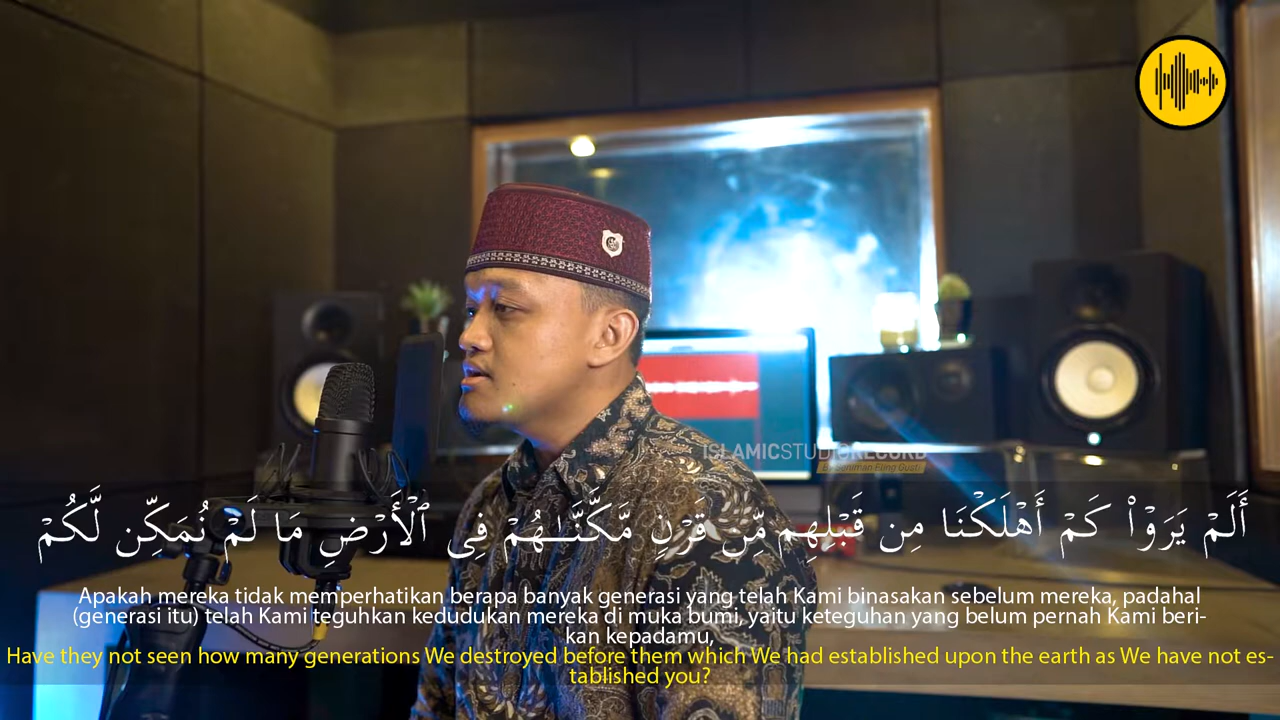 ISLAMICSTUDIORECORD
أَلَمْ يَرَوْا۟ كَمْ أَهْلَكْنَا مِن قَبْلِهِم مِّن قَرْنٍ مَّكَّنَّـٰهُمْ فِى ٱلْأَرْضِ مَا لَمْ نُمَكِّن لَّكُمْ
Apakah mereka tidak memperhatikan berapa banyak generasi yang telah Kami binasakan sebelum mereka, padahal
(generasi itu) telah Kami teguhkan kedudukan mereka di muka bumi, yaitu keteguhan yang belum pernah Kami beri-
kan kepadamu,
Have they not seen how many generations We destroyed before them which We had established upon the earth as We have not es-
tablished you?